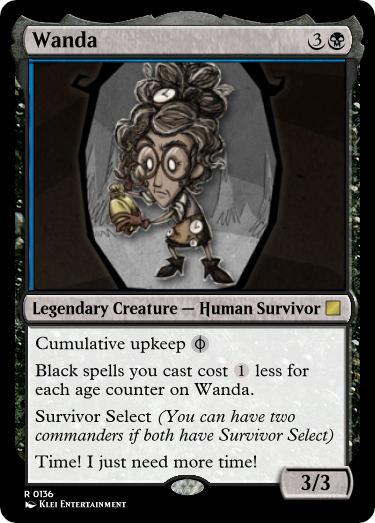 Wanda 3
Legendary Creature — Human Survivor
Cumulative upkeep
Black spells you cast cost 1 less for
each age counter on Wanda.
Survivor Select (You can have two
commanders if both have Survivor Select)
Time! I just need more time!
3/3
R 0136
Klei Entertainment